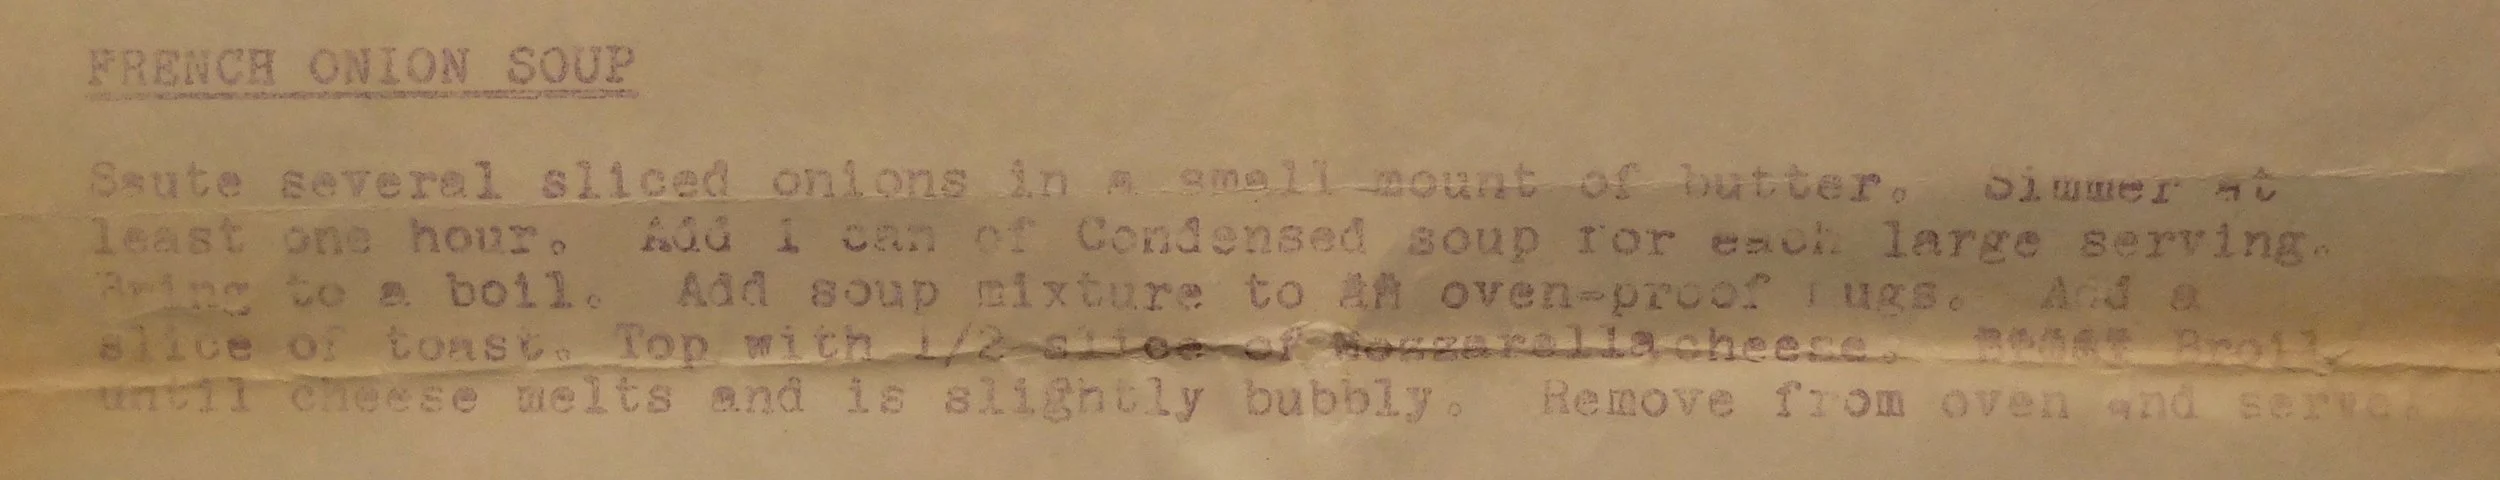 FRENCH ONION SOUP
Saute several sliced onions in a small mount of butter. Simmer at
least one hour. Add 1 can of Condensed soup for each large serving.
Bring to a boil. Add soup mixture to oven-proof ugs. Add a
slice of toast. Top with 1/2 slice of Mozzarella cheese. Broil
until cheese melts and is slightly bubbly. Remove from oven and serve.